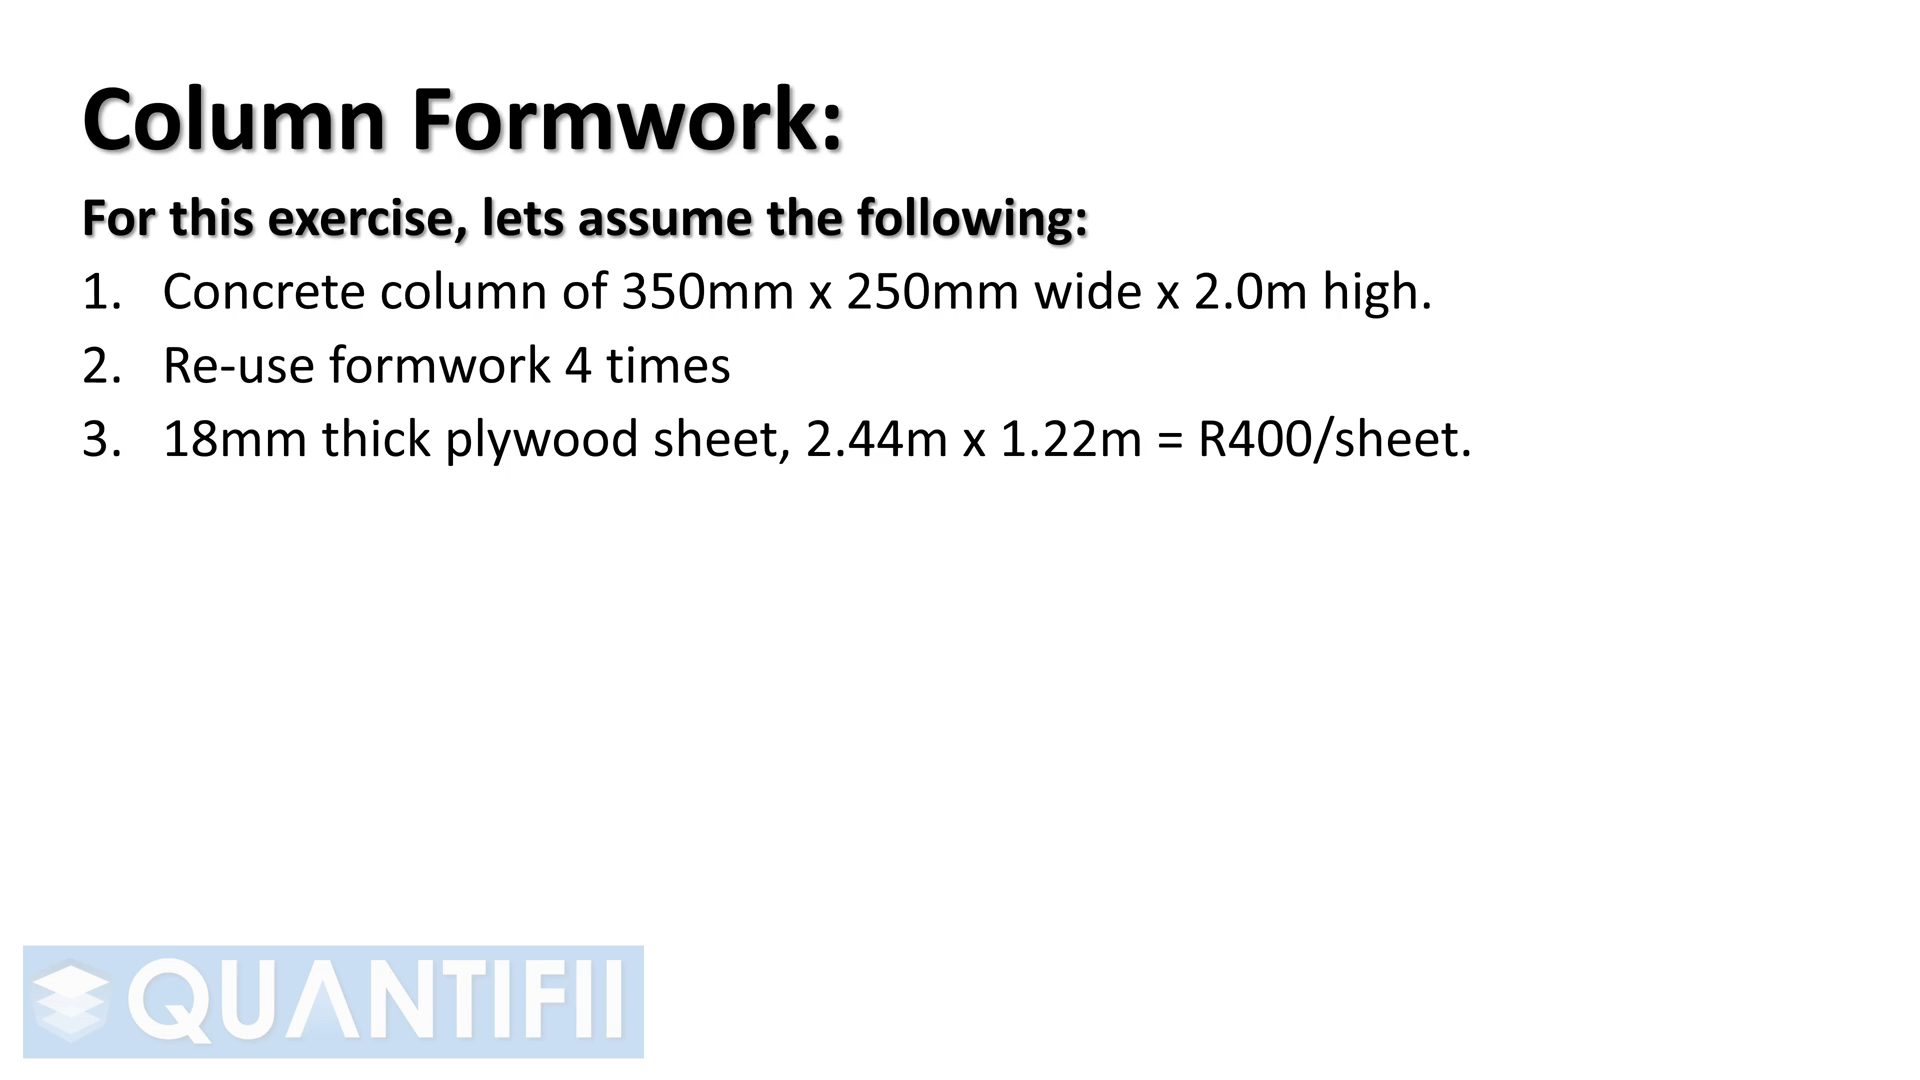 Column Formwork:
For this exercise, lets assume the following:
1. Concrete column of 350mm x 250mm wide x 2.0m high.
2. Re-use formwork 4 times
3. 18mm thick plywood sheet, 2.44m x 1.22m = R400/sheet.
QUANTIFII